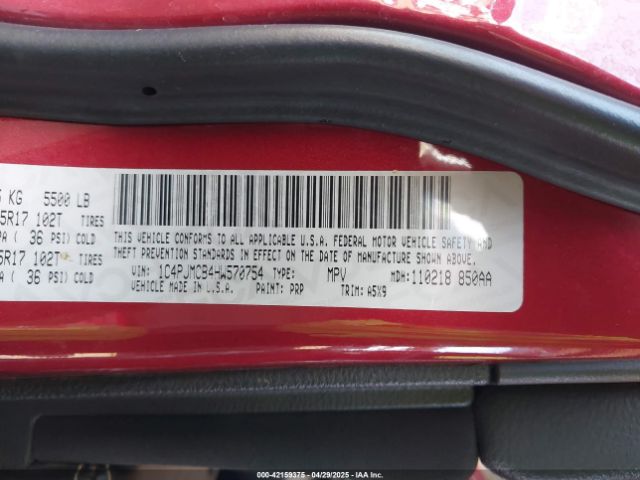 5500 LB
5R17 102T TIRES
( 36 PSI) COLD
5R17 102T TIRES
( 36 PSI) COLD
THIS VEHICLE CONFORMS TO ALL APPLICABLE U.S.A. FEDERAL MOTOR VEHICLE SAFETY AND
THEFT PREVENTION STANDARDS IN EFFECT ON THE DATE OF MANUFACTURE SHOWN ABOVE.
VIN: 1C4PJMCB4HW570754 TYPE: MPV MDH:110218 850AA
VEHICLE MADE IN U.S.A. PAINT: PRP TRIM: A5X9
000-42159375 - 04/29/2025 - Copyright IAA Inc.